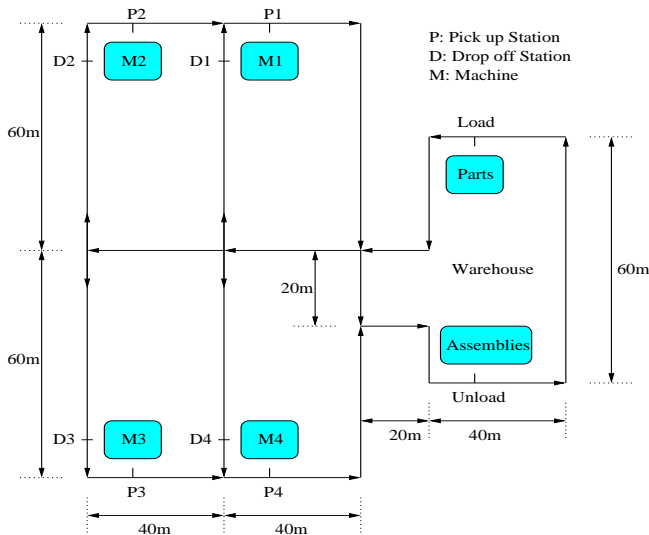 P2
P1
D2
M2
D1
M1
P: Pick up Station
D: Drop off Station
M: Machine
60m
Load
Parts
Warehouse
60m
20m
60m
Assemblies
Unload
D3
M3
D4
M4
20m
40m
P3
P4
40m
40m